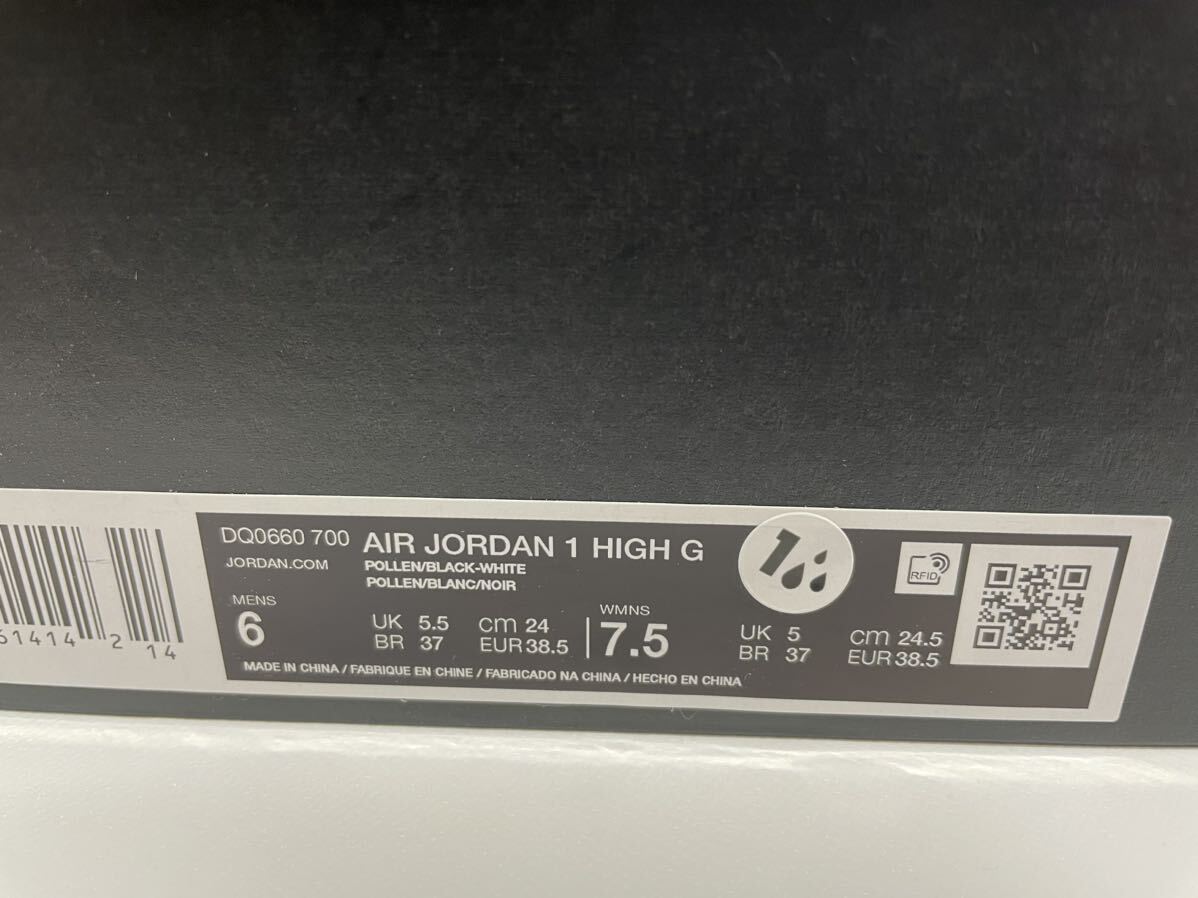 DQ0660 700 AIR JORDAN 1 HIGH G
JORDAN.COM
POLLEN/BLACK-WHITE
POLLEN/BLANC/NOIR
MENS
6
UK 5.5
BR 37
CM 24
EUR 38.5
WMNS
7.5
UK 5
BR 37
CM 24.5
EUR 38.5
MADE IN CHINA / FABRIQUE EN CHINE / FABRICADO NA CHINA / HECHO EN CHINA
1
RFID
61414 2 14